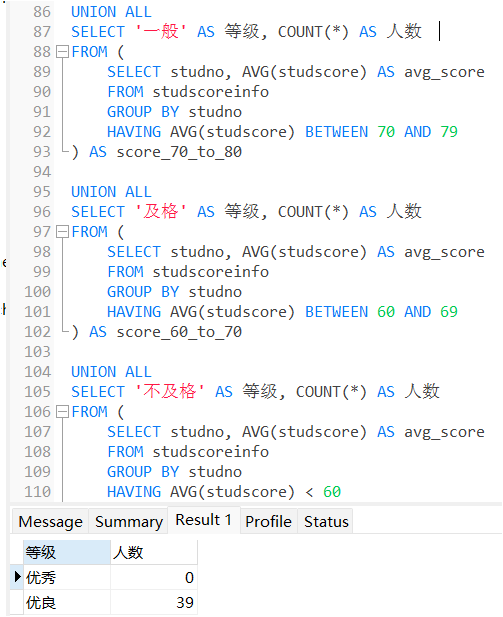 86 UNION ALL
87 SELECT '一般' AS 等级, COUNT(*) AS 人数
88 FROM (
89 SELECT studno, AVG(studscore) AS avg_score
90 FROM studscoreinfo
91 GROUP BY studno
92 HAVING AVG(studscore) BETWEEN 70 AND 79
93 ) AS score_70_to_80
94
95 UNION ALL
96 SELECT '及格' AS 等级, COUNT(*) AS 人数
97 FROM (
98 SELECT studno, AVG(studscore) AS avg_score
99 FROM studscoreinfo
100 GROUP BY studno
101 HAVING AVG(studscore) BETWEEN 60 AND 69
102 ) AS score_60_to_70
103
104 UNION ALL
105 SELECT '不及格' AS 等级, COUNT(*) AS 人数
106 FROM (
107 SELECT studno, AVG(studscore) AS avg_score
108 FROM studscoreinfo
109 GROUP BY studno
110 HAVING AVG(studscore) < 60
Message Summary Result 1 Profile Status
等级 人数
优秀 0
优良 39